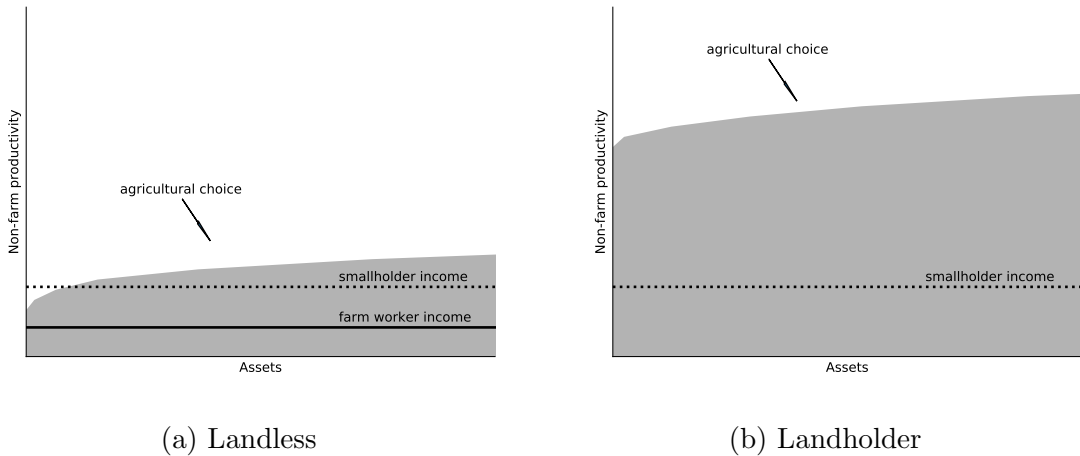 Non-farm productivity
agricultural choice
smallholder income
farm worker income
Assets
(a) Landless
Non-farm productivity
agricultural choice
smallholder income
Assets
(b) Landholder